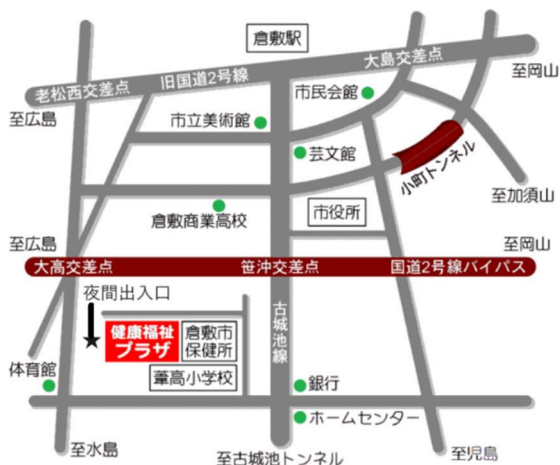 倉敷駅
大島交差点
至岡山
旧国道2号線
老松西交差点
至広島
市民会館
市立美術館
芸文館
小町トンネル
至加須山
倉敷商業高校
市役所
至広島
至岡山
大高交差点
笹沖交差点
国道2号線バイパス
夜間出入口
古城池線
健康福祉
プラザ
倉敷市
保健所
体育館
葦高小学校
銀行
ホームセンター
至水島
至古城池トンネル
至児島